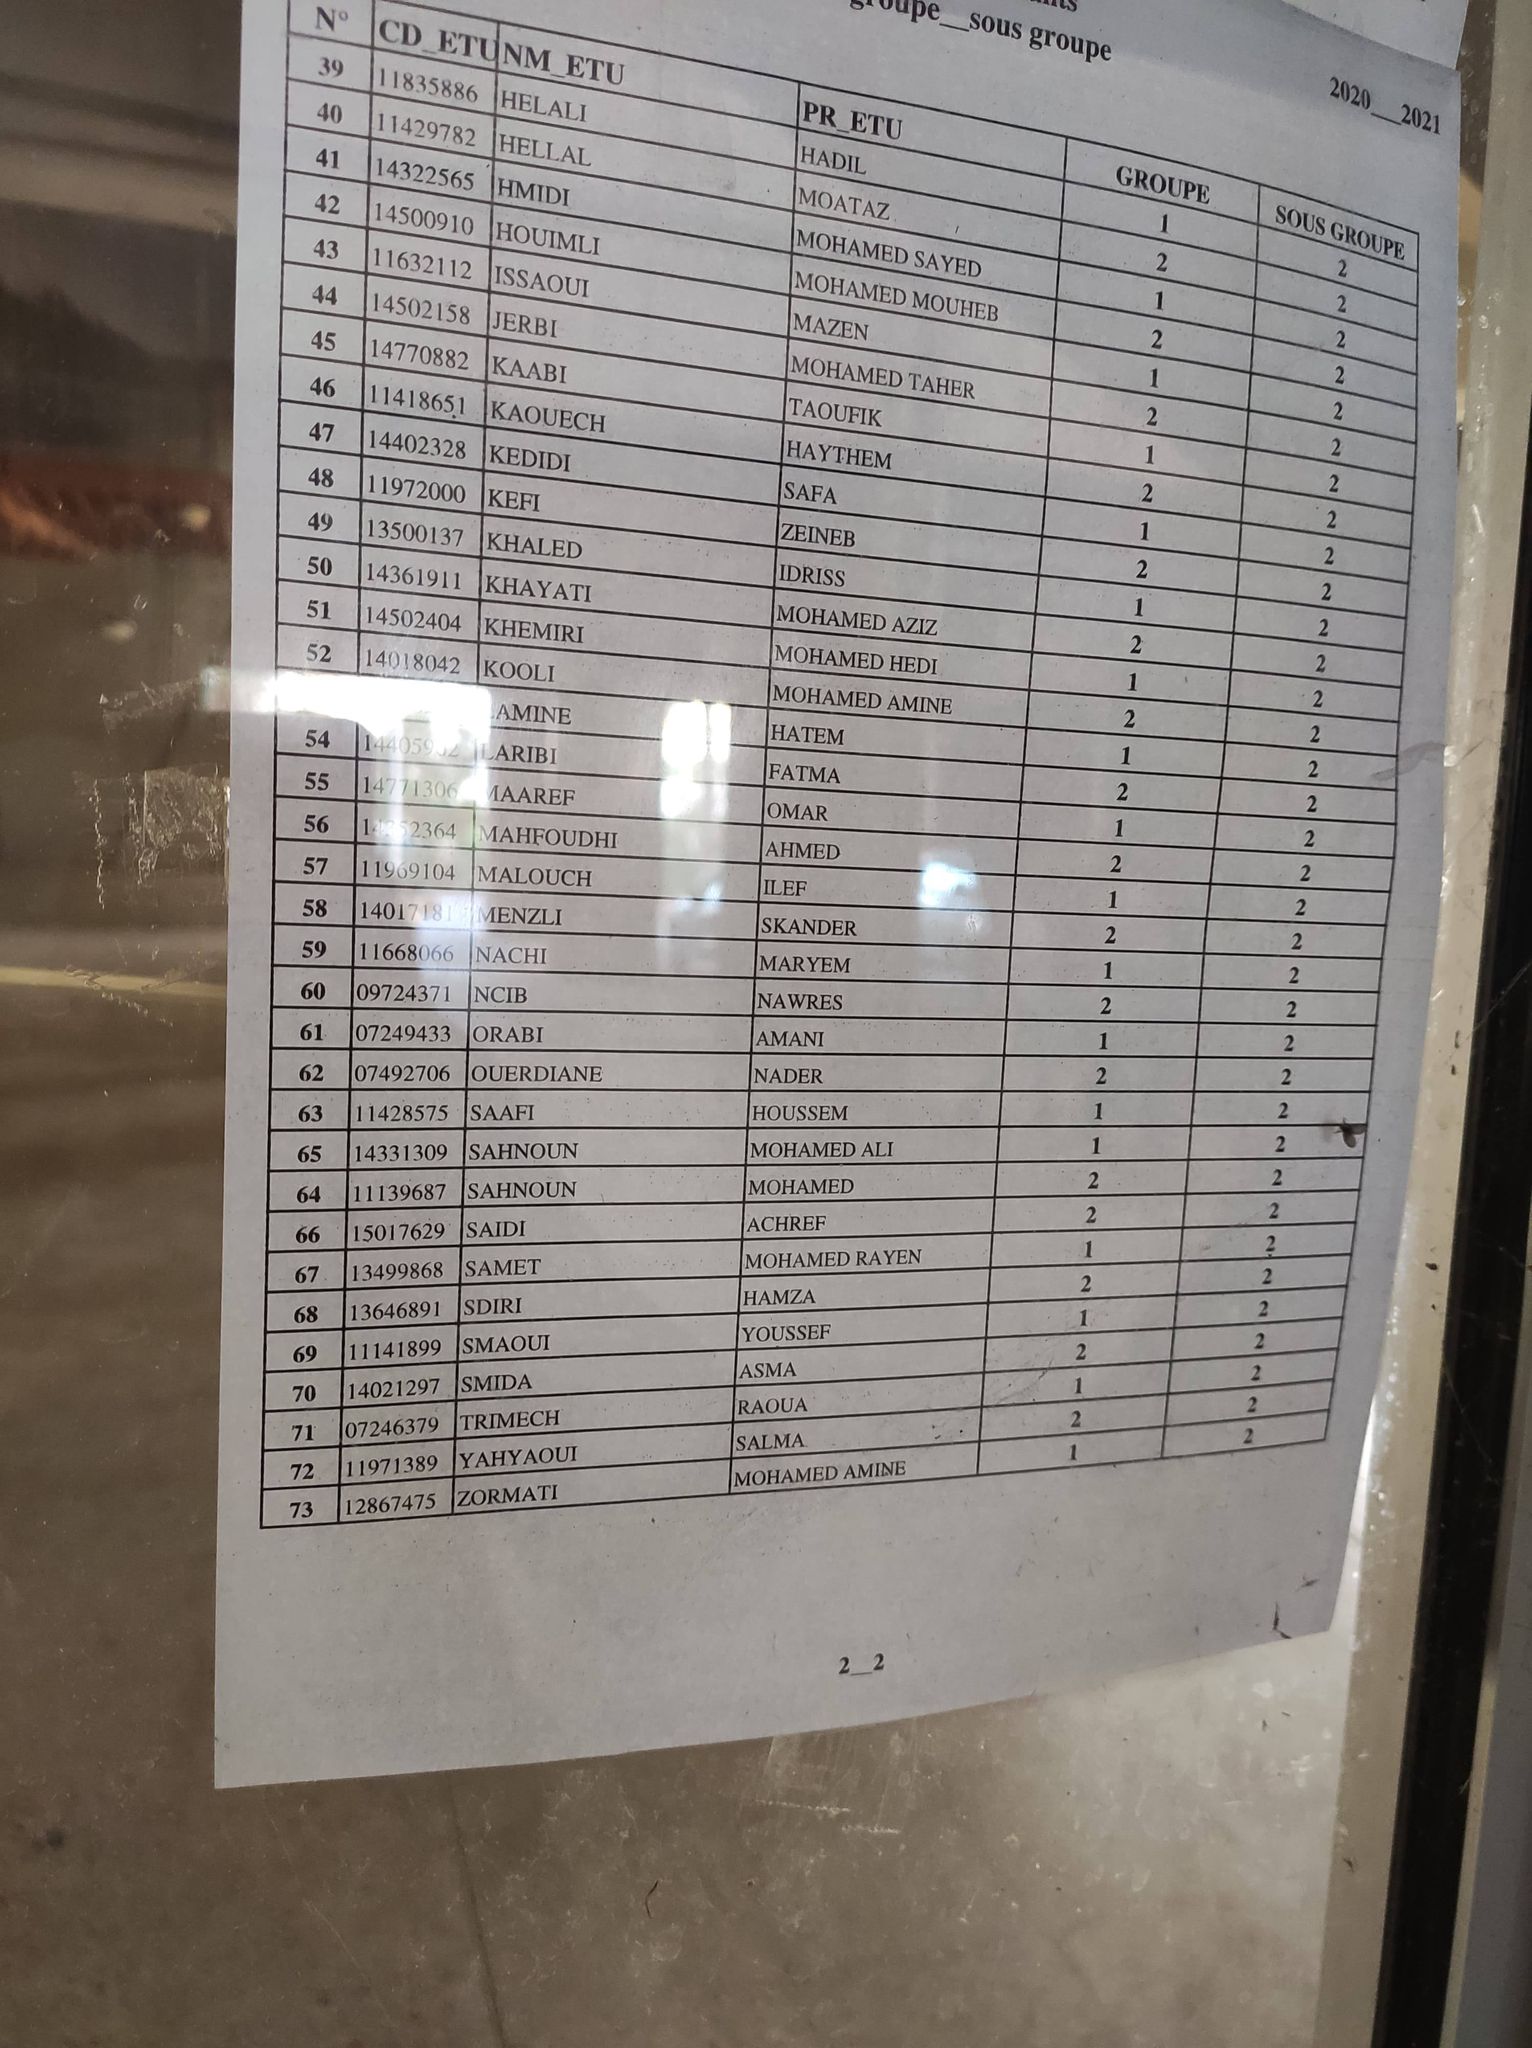 groupe__sous groupe
2020___2021
N° CD_ETU NM_ETU PR_ETU GROUPE SOUS GROUPE
39 11835886 HELALI HADIL 1 2
40 11429782 HELLAL MOATAZ 2 2
41 14322565 HMIDI MOHAMED SAYED 1 2
42 14500910 HOUIMLI MOHAMED MOUHEB 2 2
43 11632112 ISSAOUI MAZEN 1 2
44 14502158 JERBI MOHAMED TAHER 2 2
45 14770882 KAABI TAOUFIK 1 2
46 11418651 KAOUECH HAYTHEM 2 2
47 14402328 KEDIDI SAFA 1 2
48 11972000 KEFI ZEINEB 2 2
49 13500137 KHALED IDRISS 1 2
50 14361911 KHAYATI MOHAMED AZIZ 2 2
51 14502404 KHEMIRI MOHAMED HEDI 1 2
52 14018042 KOOLI MOHAMED AMINE 2 2
LAMINE HATEM 1 2
54 LARIBI FATMA 2 2
55 14771306 MAAREF OMAR 1 2
56 MAHFOUDHI AHMED 2 2
57 11969104 MALOUCH ILEF 1 2
58 14017181 MENZLI SKANDER 2 2
59 11668066 NACHI MARYEM 1 2
60 09724371 NCIB NAWRES 2 2
61 07249433 ORABI AMANI 1 2
62 07492706 OUERDIANE NADER 2 2
63 11428575 SAAFI HOUSSEM 1 2
65 14331309 SAHNOUN MOHAMED ALI 1 2
64 11139687 SAHNOUN MOHAMED 2 2
66 15017629 SAIDI ACHREF 2 2
67 13499868 SAMET MOHAMED RAYEN 1 2
68 13646891 SDIRI HAMZA 2 2
69 11141899 SMAOUI YOUSSEF 1 2
70 14021297 SMIDA ASMA 2 2
71 07246379 TRIMECH RAOUA 1 2
72 11971389 YAHYAOUI SALMA 2 2
73 12867475 ZORMATI MOHAMED AMINE 1 2
2__2